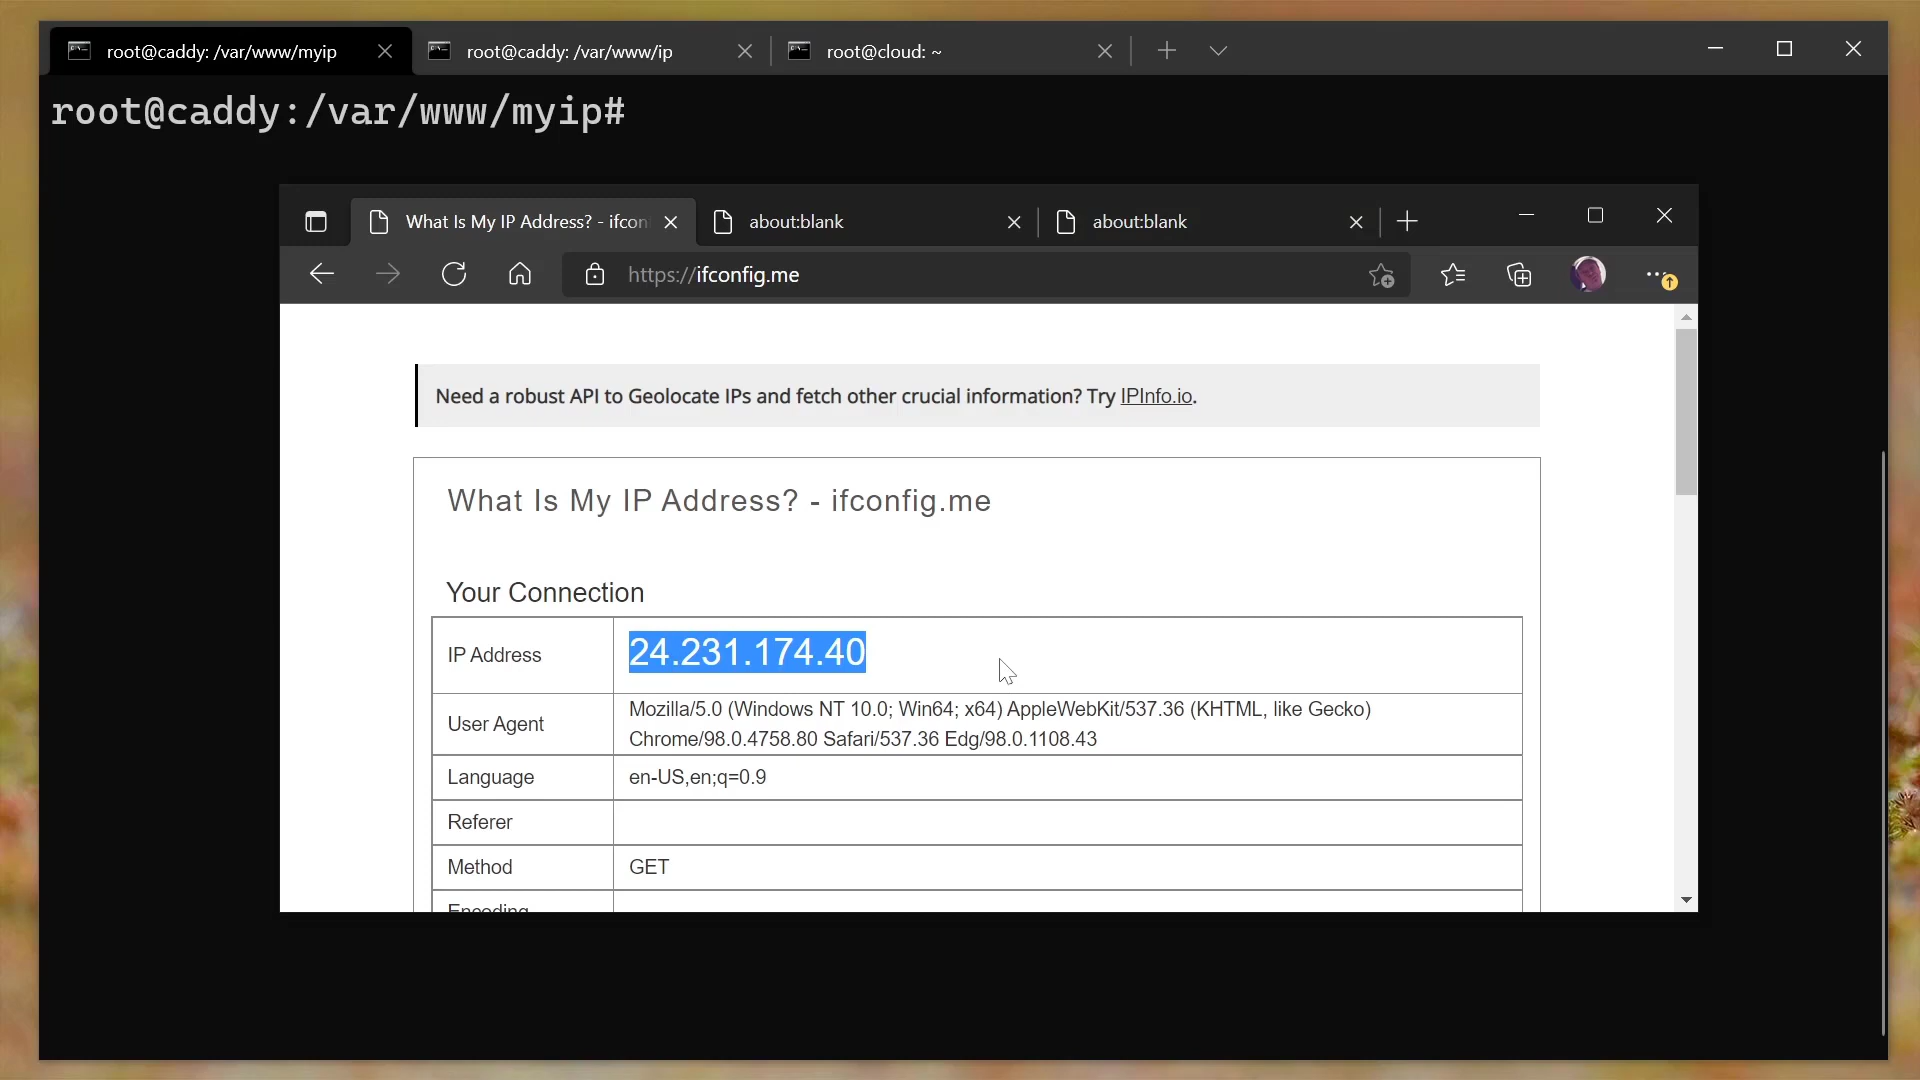 root@caddy: /var/www/myip
root@caddy: /var/www/ip
root@cloud: ~
root@caddy:/var/www/myip#
What Is My IP Address? - ifcon
about:blank
about:blank
https://ifconfig.me
Need a robust API to Geolocate IPs and fetch other crucial information? Try IPInfo.io.
What Is My IP Address? - ifconfig.me
Your Connection
IP Address 24.231.174.40
User Agent Mozilla/5.0 (Windows NT 10.0; Win64; x64) AppleWebKit/537.36 (KHTML, like Gecko)
Chrome/98.0.4758.80 Safari/537.36 Edg/98.0.1108.43
Language en-US,en;q=0.9
Referer
Method GET
Encoding